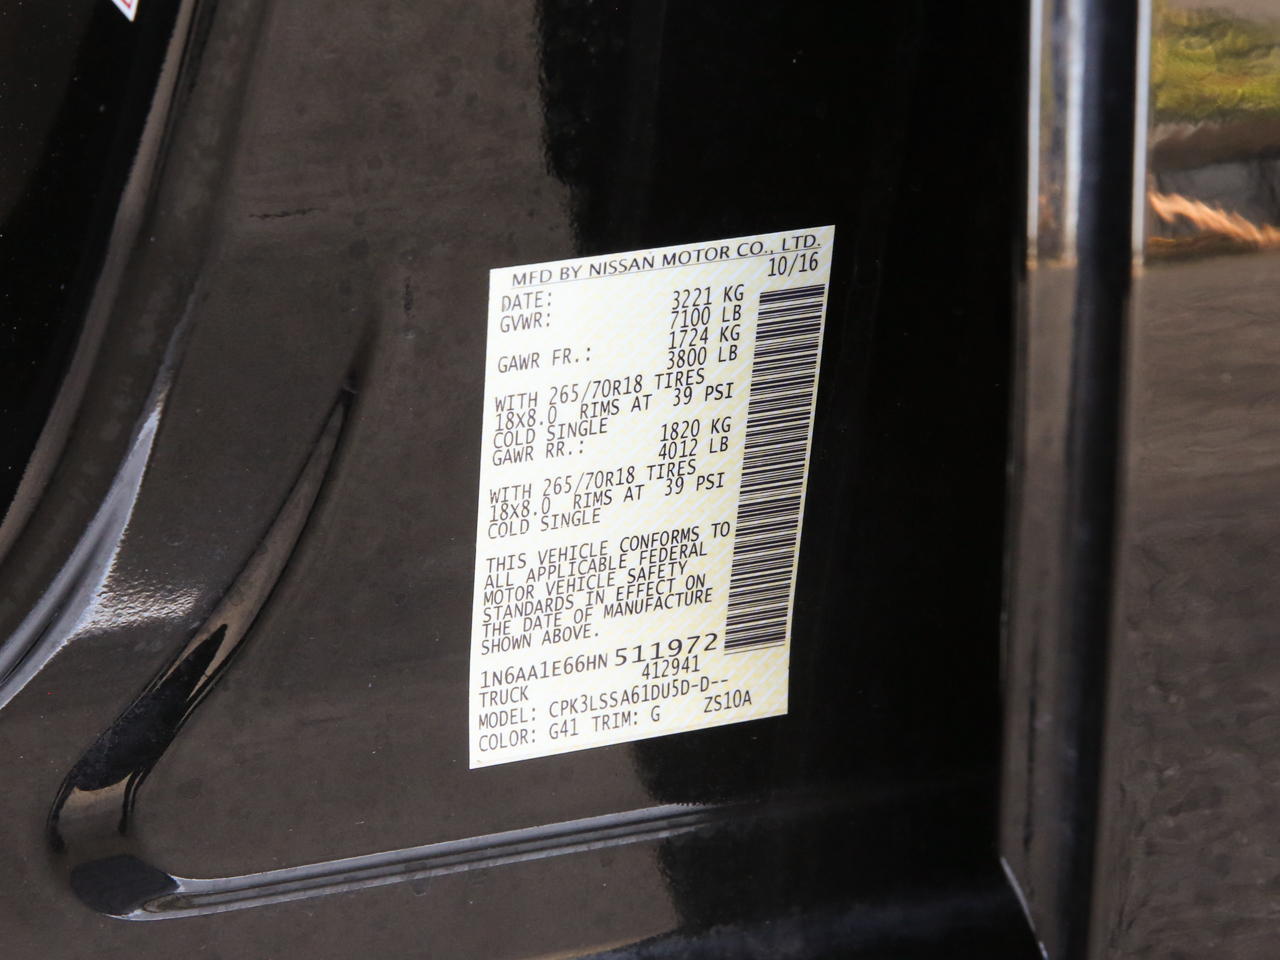 MFD BY NISSAN MOTOR CO., LTD.
DATE: 10/16
GVWR: 3221 KG
7100 LB
GAWR FR.: 1724 KG
3800 LB
WITH 265/70R18 TIRES
18X8.0 RIMS AT 39 PSI
COLD SINGLE
GAWR RR.: 1820 KG
4012 LB
WITH 265/70R18 TIRES
18X8.0 RIMS AT 39 PSI
COLD SINGLE
THIS VEHICLE CONFORMS TO
ALL APPLICABLE FEDERAL
MOTOR VEHICLE SAFETY
STANDARDS IN EFFECT ON
THE DATE OF MANUFACTURE
SHOWN ABOVE.
1N6AA1E66HN 511972
TRUCK 412941
MODEL: CPK3LSSA61DU5D-D--
COLOR: G41 TRIM: G ZS10A